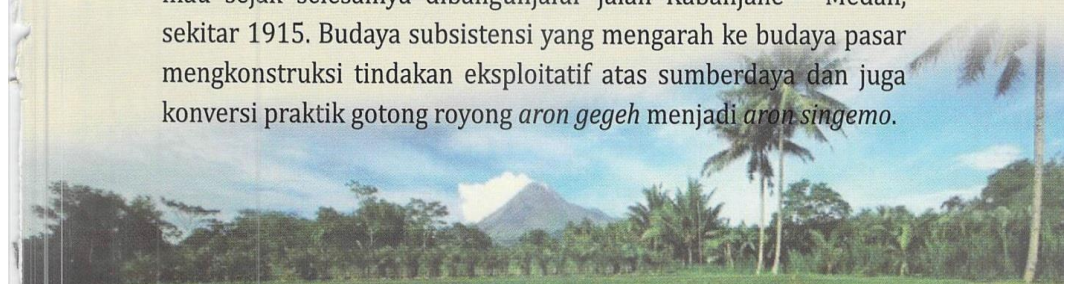 sekitar 1915. Budaya subsistensi yang mengarah ke budaya pasar
mengkonstruksi tindakan eksploitatif atas sumberdaya dan juga
konversi praktik gotong royong aron gegeh menjadi aron singemo.